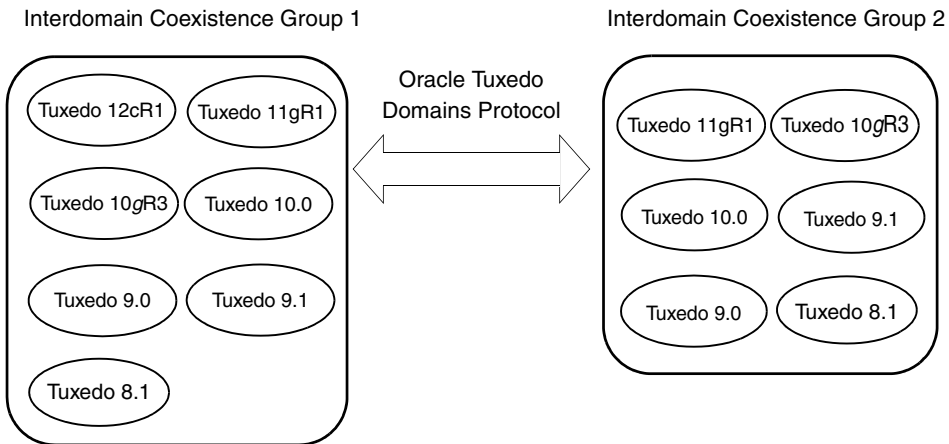 Interdomain Coexistence Group 1
Interdomain Coexistence Group 2
Oracle Tuxedo
Domains Protocol
Tuxedo 12cR1
Tuxedo 11gR1
Tuxedo 10gR3
Tuxedo 10.0
Tuxedo 9.0
Tuxedo 9.1
Tuxedo 8.1
Tuxedo 11gR1
Tuxedo 10gR3
Tuxedo 10.0
Tuxedo 9.1
Tuxedo 9.0
Tuxedo 8.1